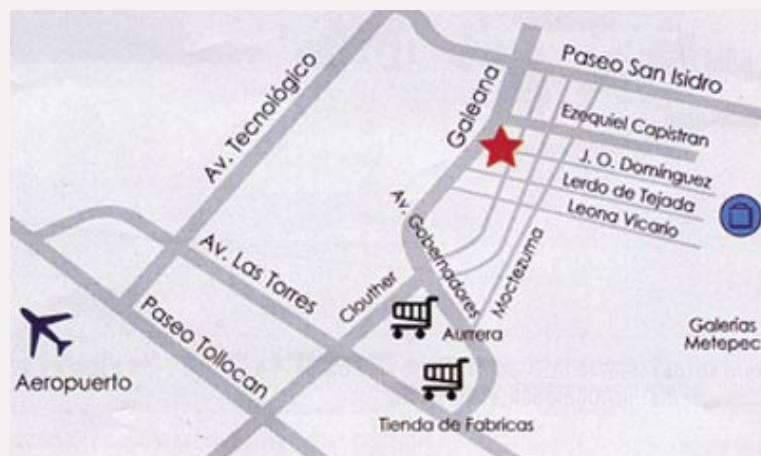 Paseo San Isidro
Av. Tecnológico
Galeana
Ezequiel Capistran
J. O. Domínguez
Lerdo de Tejada
Leona Vicario
Av. Gobernadores
Av. Las Torres
Clouther
Moctezuma
Paseo Tollocan
Aurrera
Galerías
Metepec
Aeropuerto
Tienda de Fabricas